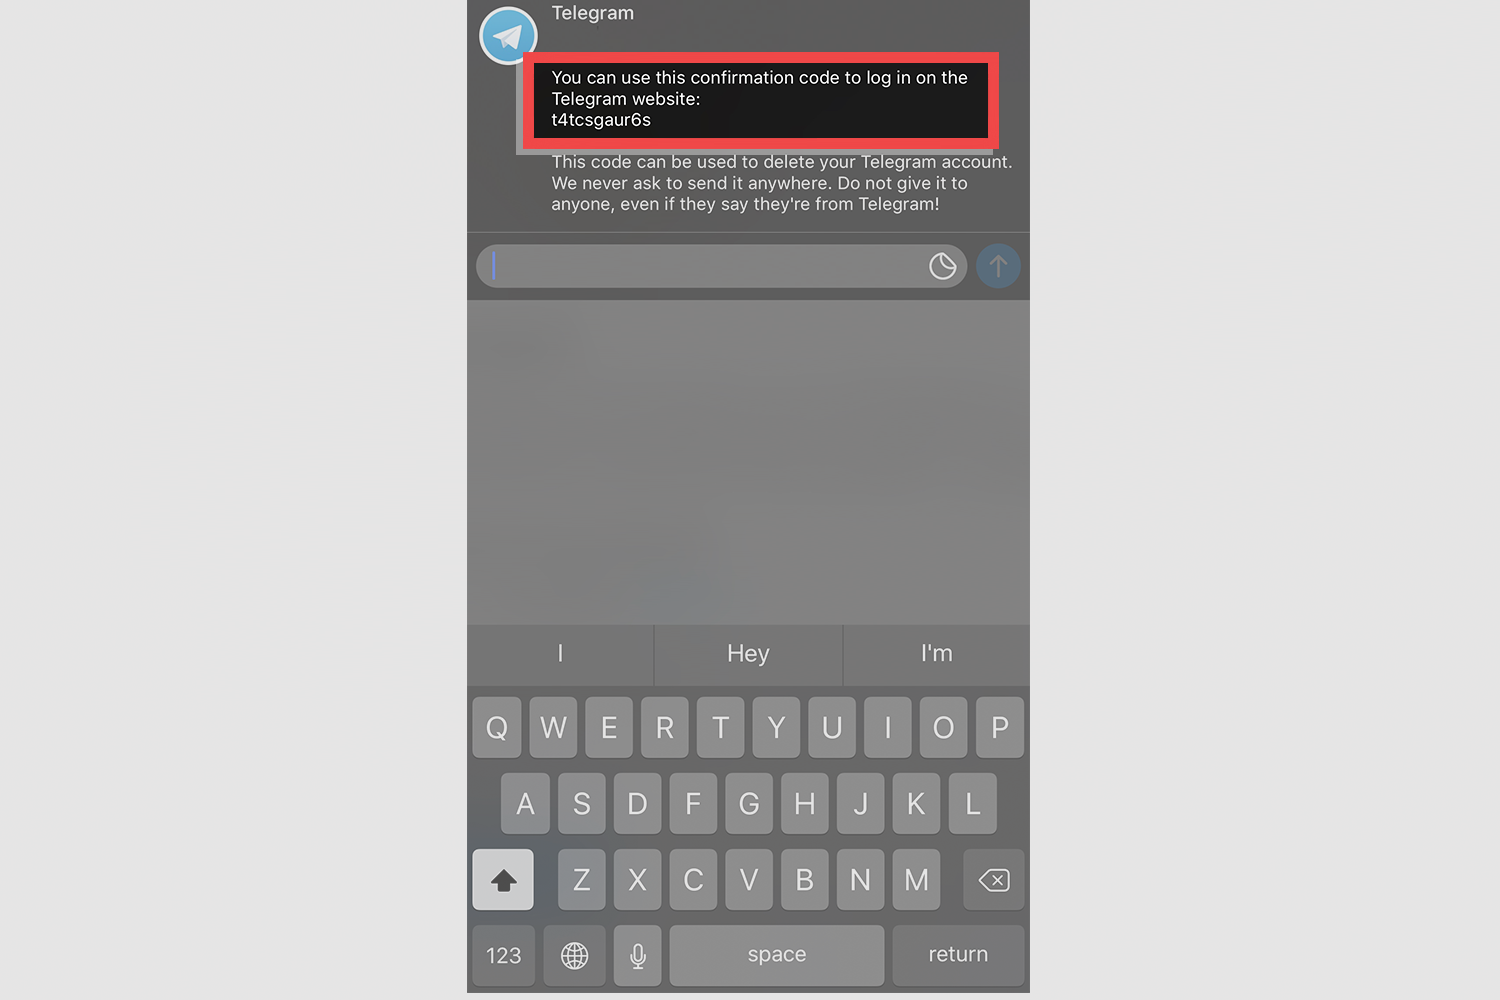 Telegram
You can use this confirmation code to log in on the
Telegram website:
t4tcsgaur6s
This code can be used to delete your Telegram account.
We never ask to send it anywhere. Do not give it to
anyone, even if they say they're from Telegram!
I Hey I'm
Q W E R T Y U I O P
A S D F G H J K L
Z X C V B N M
123 space return